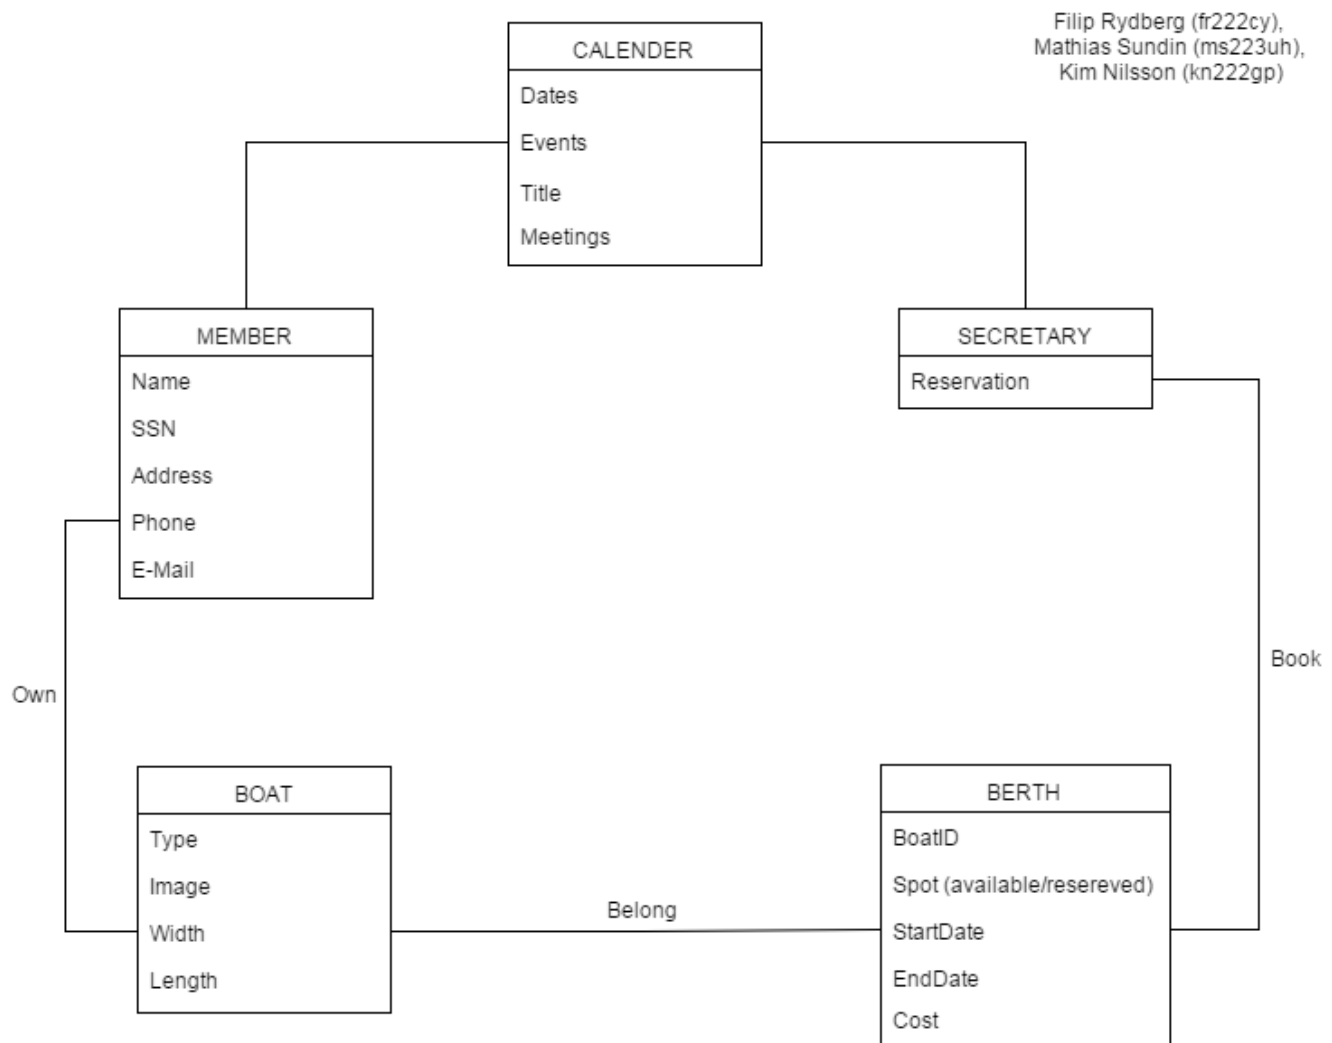 Filip Rydberg (fr222cy),
Mathias Sundin (ms223uh),
Kim Nilsson (kn222gp)
CALENDER
Dates
Events
Title
Meetings
MEMBER
Name
SSN
Address
Phone
E-Mail
SECRETARY
Reservation
Own
Book
BOAT
Type
Image
Width
Length
Belong
BERTH
BoatID
Spot (available/resereved)
StartDate
EndDate
Cost